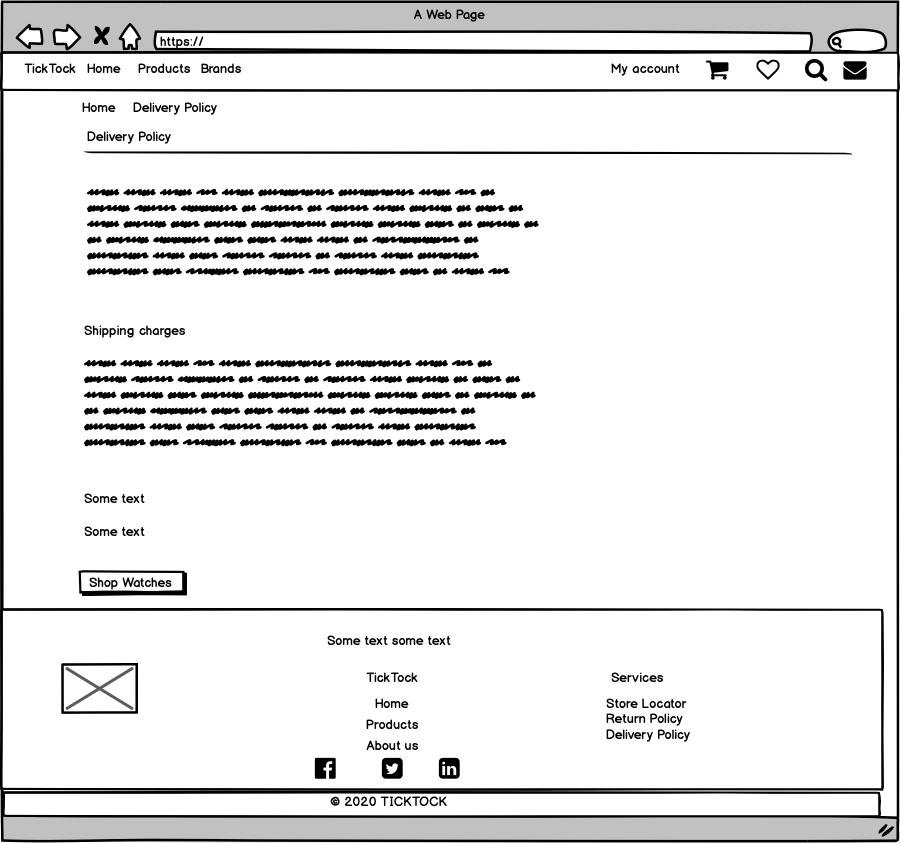 A Web Page
https://
TickTock Home Products Brands My account
Home Delivery Policy
Delivery Policy
Shipping charges
Some text
Some text
Shop Watches
Some text some text
TickTock Services
Home Store Locator
Return Policy
Products
Delivery Policy
About us
© 2020 TICKTOCK